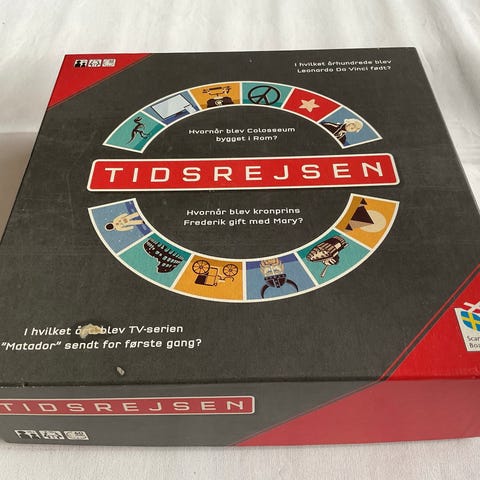 I hvilket århundrede blev
Leonardo Da Vinci født?
Hvornår blev Colosseum
bygget i Rom?
TIDSREJSEN
Hvornår blev kronprins
Frederik gift med Mary?
I hvilket blev TV-serien
"Matador" sendt for første gang?
TIDSREJSEN